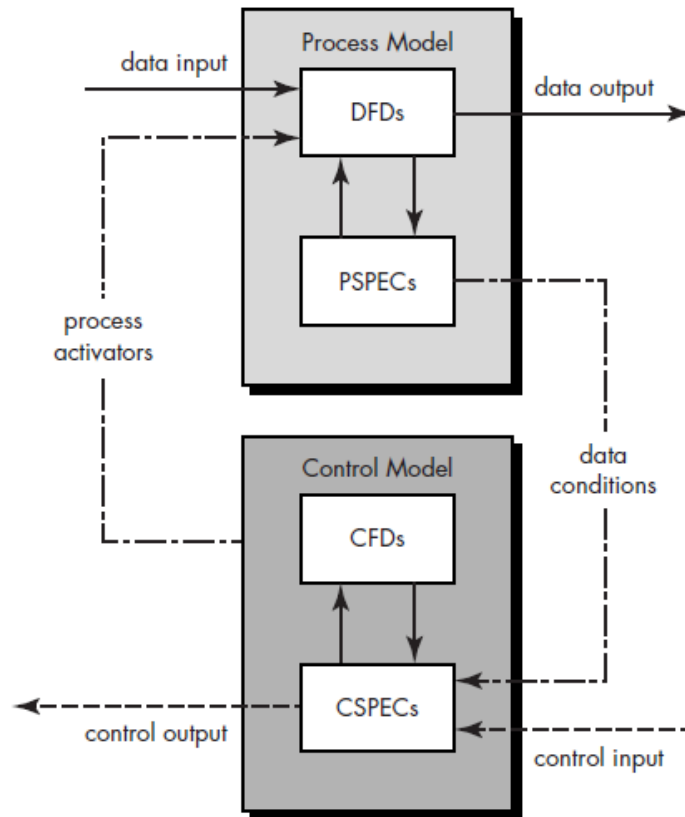 Process Model
data input
DFDs
data output
PSPECs
process
activators
data
conditions
Control Model
CFDs
CSPECs
control output
control input